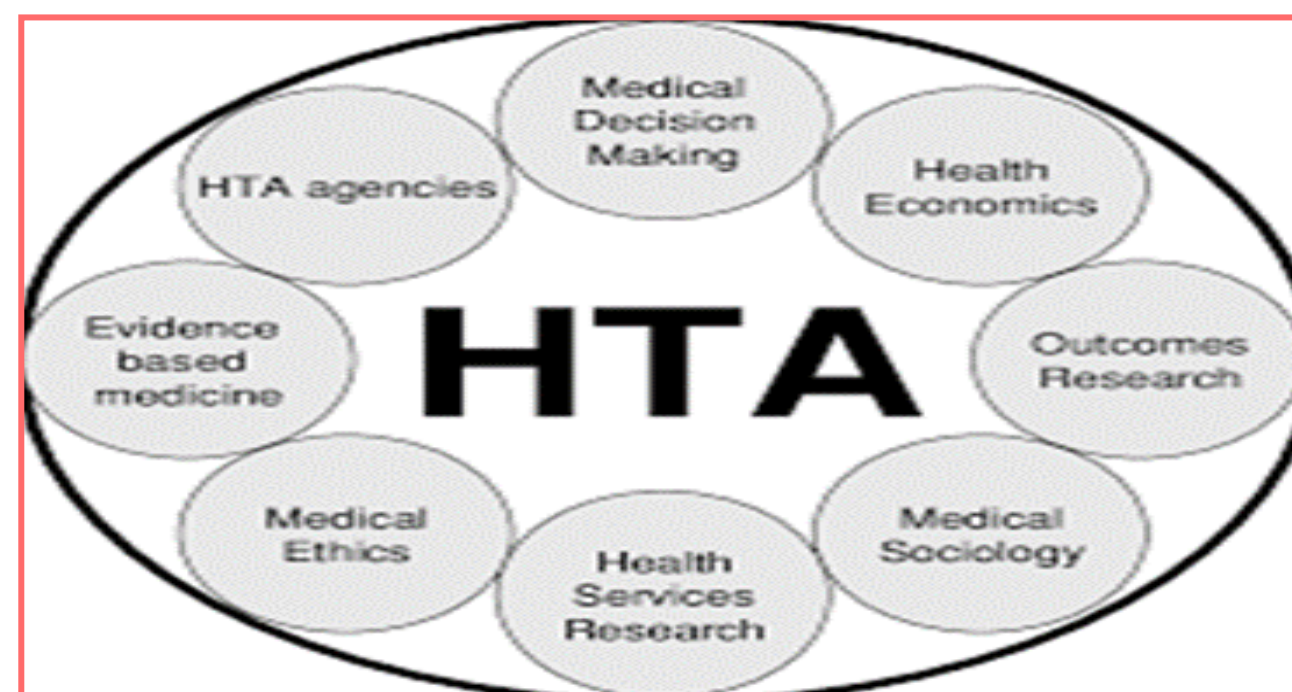 Medical
Decision
Making
HTA agencies
Health
Economics
Evidence
based
medicine
HTA
Outcomes
Research
Medical
Ethics
Health
Services
Research
Medical
Sociology